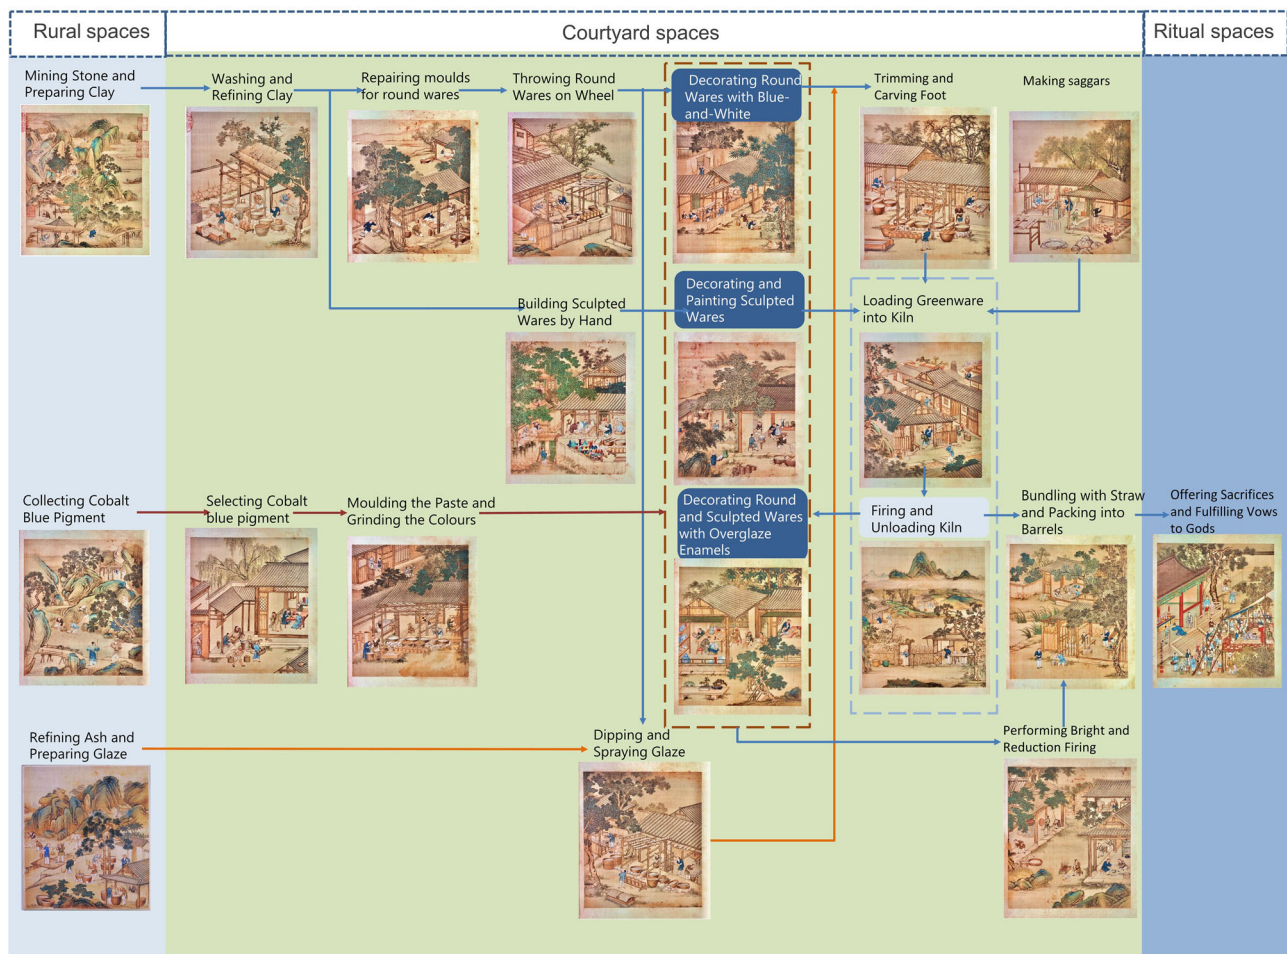 Rural spaces
Courtyard spaces
Ritual spaces
Mining Stone and
Preparing Clay
Washing and
Refining Clay
Repairing moulds
for round wares
Throwing Round
Wares on Wheel
Decorating Round
Wares with Blue-
and-White
Trimming and
Carving Foot
Making saggars
Building Sculpted
Wares by Hand
Decorating and
Painting Sculpted
Wares
Loading Greenware
into Kiln
Collecting Cobalt
Blue Pigment
Selecting Cobalt
blue pigment
Moulding the Paste and
Grinding the Colours
Decorating Round
and Sculpted Wares
with Overglaze
Enamels
Firing and
Unloading Kiln
Bundling with Straw
and Packing into
Barrels
Offering Sacrifices
and Fulfilling Vows
to Gods
Refining Ash and
Preparing Glaze
Dipping and
Spraying Glaze
Performing Bright and
Reduction Firing